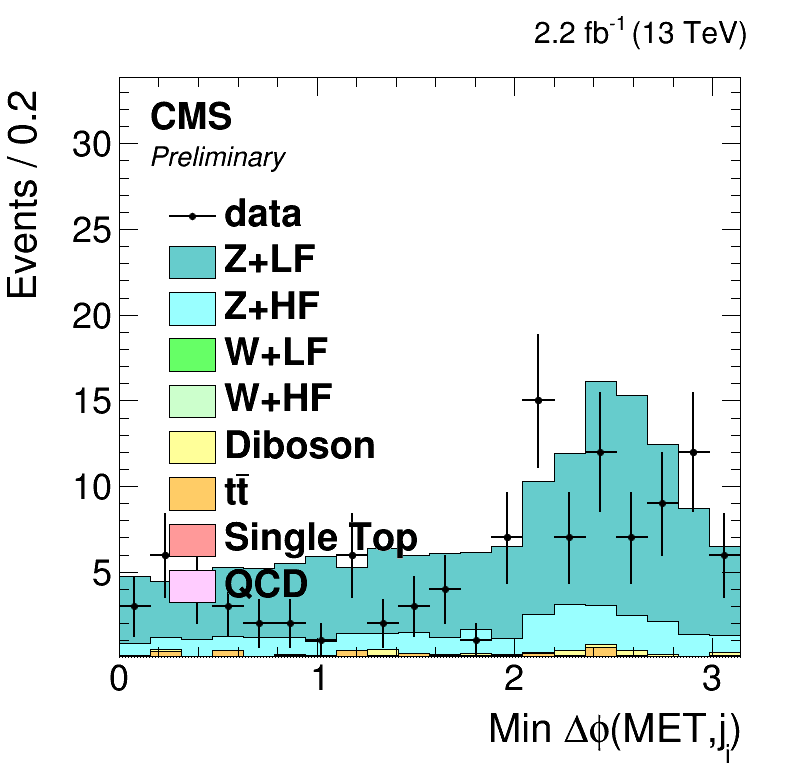 2.2 fb⁻¹ (13 TeV)
Events / 0.2
CMS
Preliminary
data
Z+LF
Z+HF
W+LF
W+HF
Diboson
tt̄
Single Top
QCD
30
25
20
15
10
5
0 1 2 3
Min Δϕ(MET,jᵢ)